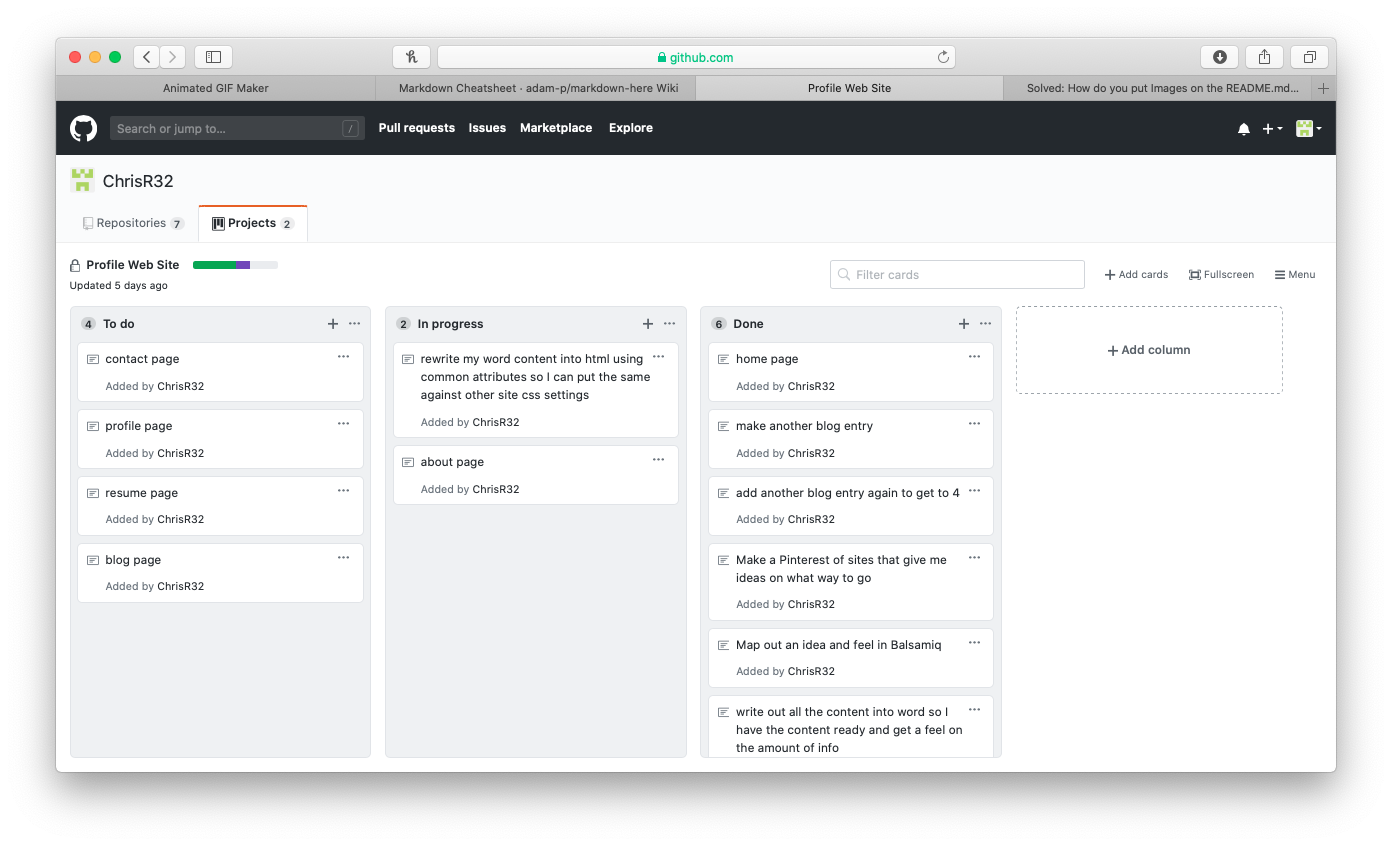 github.com
Animated GIF Maker
Markdown Cheatsheet · adam-p/markdown-here Wiki
Profile Web Site
Solved: How do you put Images on the README.md...
Search or jump to...
/
Pull requests
Issues
Marketplace
Explore
ChrisR32
Repositories 7
Projects 2
Profile Web Site
Updated 5 days ago
Filter cards
Add cards
Fullscreen
Menu
4 To do
contact page
Added by ChrisR32
profile page
Added by ChrisR32
resume page
Added by ChrisR32
blog page
Added by ChrisR32
2 In progress
rewrite my word content into html using
common attributes so I can put the same
against other site css settings
Added by ChrisR32
about page
Added by ChrisR32
6 Done
home page
Added by ChrisR32
make another blog entry
Added by ChrisR32
add another blog entry again to get to 4
Added by ChrisR32
Make a Pinterest of sites that give me
ideas on what way to go
Added by ChrisR32
Map out an idea and feel in Balsamiq
Added by ChrisR32
write out all the content into word so I
have the content ready and get a feel on
the amount of info
Add column